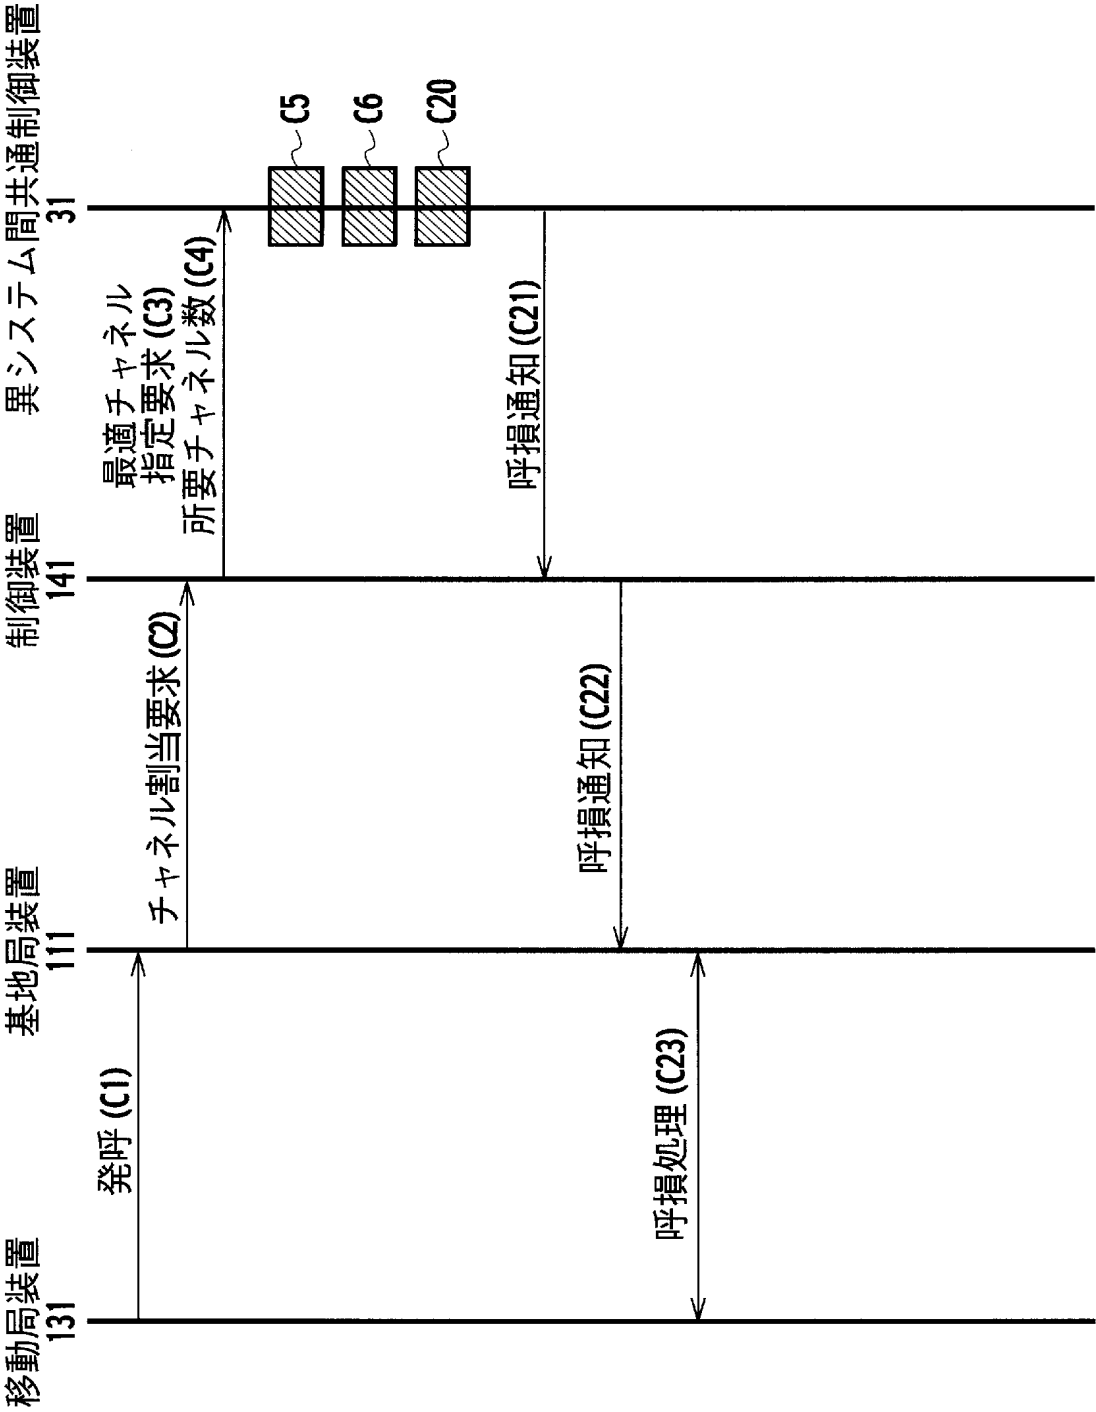 移動局装置
131
基地局装置
111
制御装置
141
異システム間共通制御装置
31
発呼(C1)
チャネル割当要求(C2)
最適チャネル
指定要求(C3)
所要チャネル数(C4)
C5
C6
C20
呼損通知(C21)
呼損通知(C22)
呼損処理(C23)